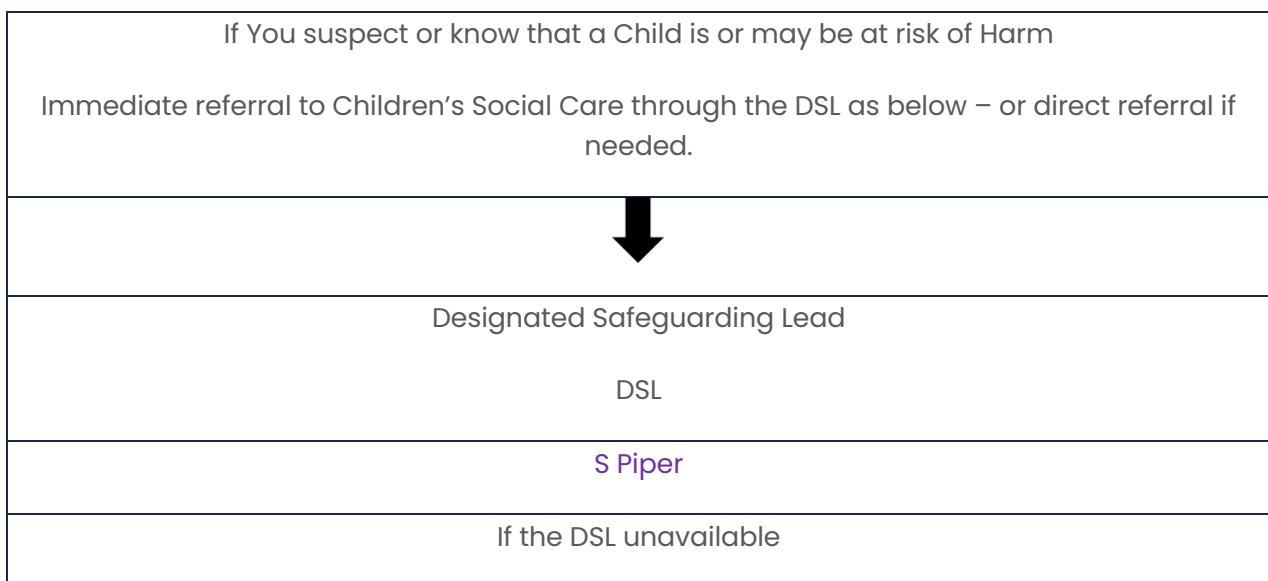 If You suspect or know that a Child is or may be at risk of Harm
Immediate referral to Children’s Social Care through the DSL as below – or direct referral if
needed.
Designated Safeguarding Lead
DSL
S Piper
If the DSL unavailable